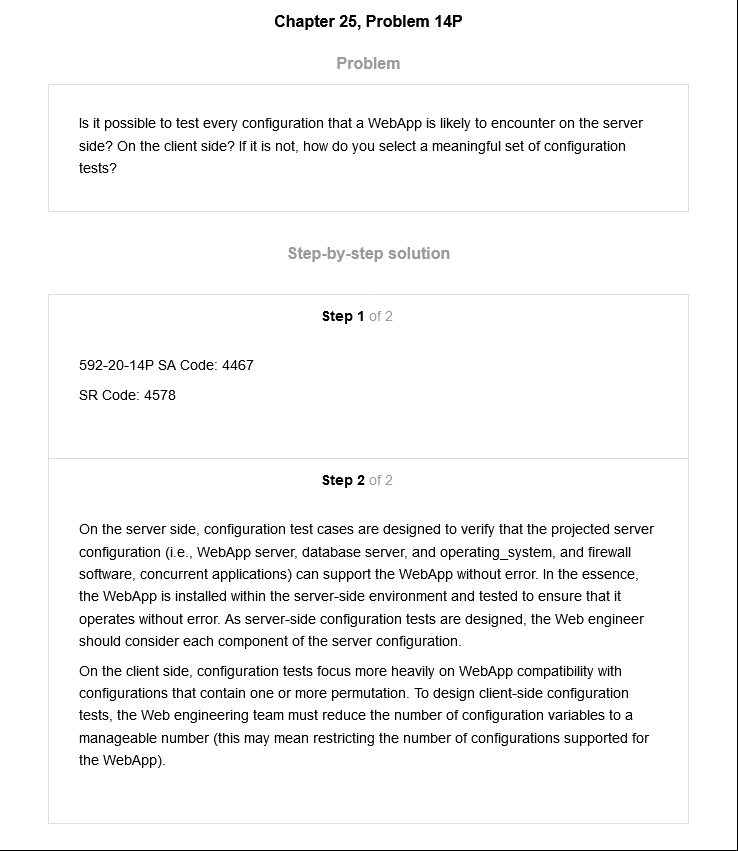 Chapter 25, Problem 14P
Problem
Is it possible to test every configuration that a WebApp is likely to encounter on the server
side? On the client side? If it is not, how do you select a meaningful set of configuration
tests?
Step-by-step solution
Step 1 of 2
592-20-14P SA Code: 4467
SR Code: 4578
Step 2 of 2
On the server side, configuration test cases are designed to verify that the projected server
configuration (i.e., WebApp server, database server, and operating_system, and firewall
software, concurrent applications) can support the WebApp without error. In the essence,
the WebApp is installed within the server-side environment and tested to ensure that it
operates without error. As server-side configuration tests are designed, the Web engineer
should consider each component of the server configuration.
On the client side, configuration tests focus more heavily on WebApp compatibility with
configurations that contain one or more permutation. To design client-side configuration
tests, the Web engineering team must reduce the number of configuration variables to a
manageable number (this may mean restricting the number of configurations supported for
the WebApp).